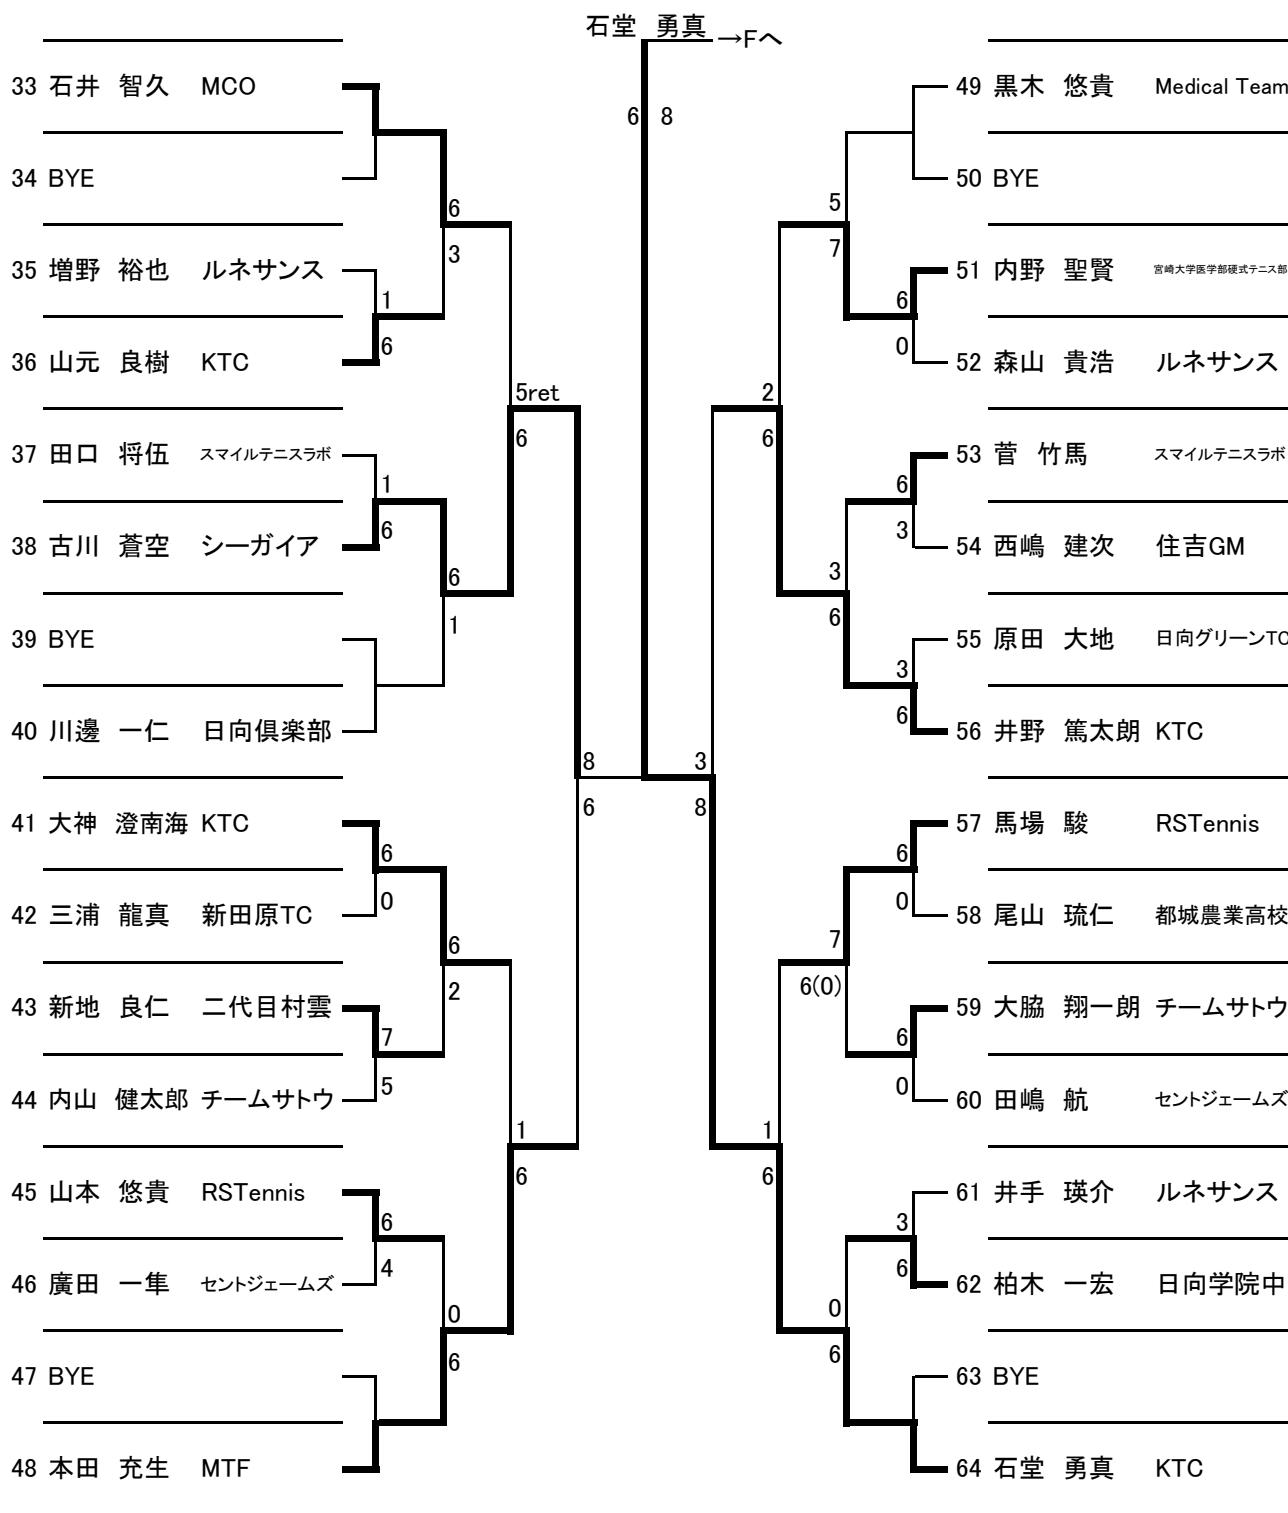 石堂 勇真 →Fへ
6 8
33 石井 智久 MCO
34 BYE
6
3
35 増野 裕也 ルネサンス
1
6
36 山元 良樹 KTC
5ret
6
37 田口 将伍 スマイルテニスラボ
1
6
38 古川 蒼空 シーガイア
6
1
39 BYE
40 川邊 一仁 日向倶楽部
8
6
41 大神 澄南海 KTC
6
0
42 三浦 龍真 新田原TC
6
2
43 新地 良仁 二代目村雲
7
5
44 内山 健太郎 チームサトウ
1
6
45 山本 悠貴 RSTennis
6
4
46 廣田 一隼 セントジェームズ
0
6
47 BYE
48 本田 充生 MTF
49 黒木 悠貴 Medical Team
50 BYE
5
7
51 内野 聖賢 宮崎大学医学部硬式テニス部
6
0
52 森山 貴浩 ルネサンス
2
6
53 菅 竹馬 スマイルテニスラボ
6
3
54 西嶋 建次 住吉GM
3
6
55 原田 大地 日向グリーンTC
3
6
56 井野 篤太朗 KTC
3
8
57 馬場 駿 RSTennis
6
0
58 尾山 琉仁 都城農業高校
7
6(0)
59 大脇 翔一朗 チームサトウ
6
0
60 田嶋 航 セントジェームズ
1
6
61 井手 瑛介 ルネサンス
3
6
62 柏木 一宏 日向学院中
0
6
63 BYE
64 石堂 勇真 KTC